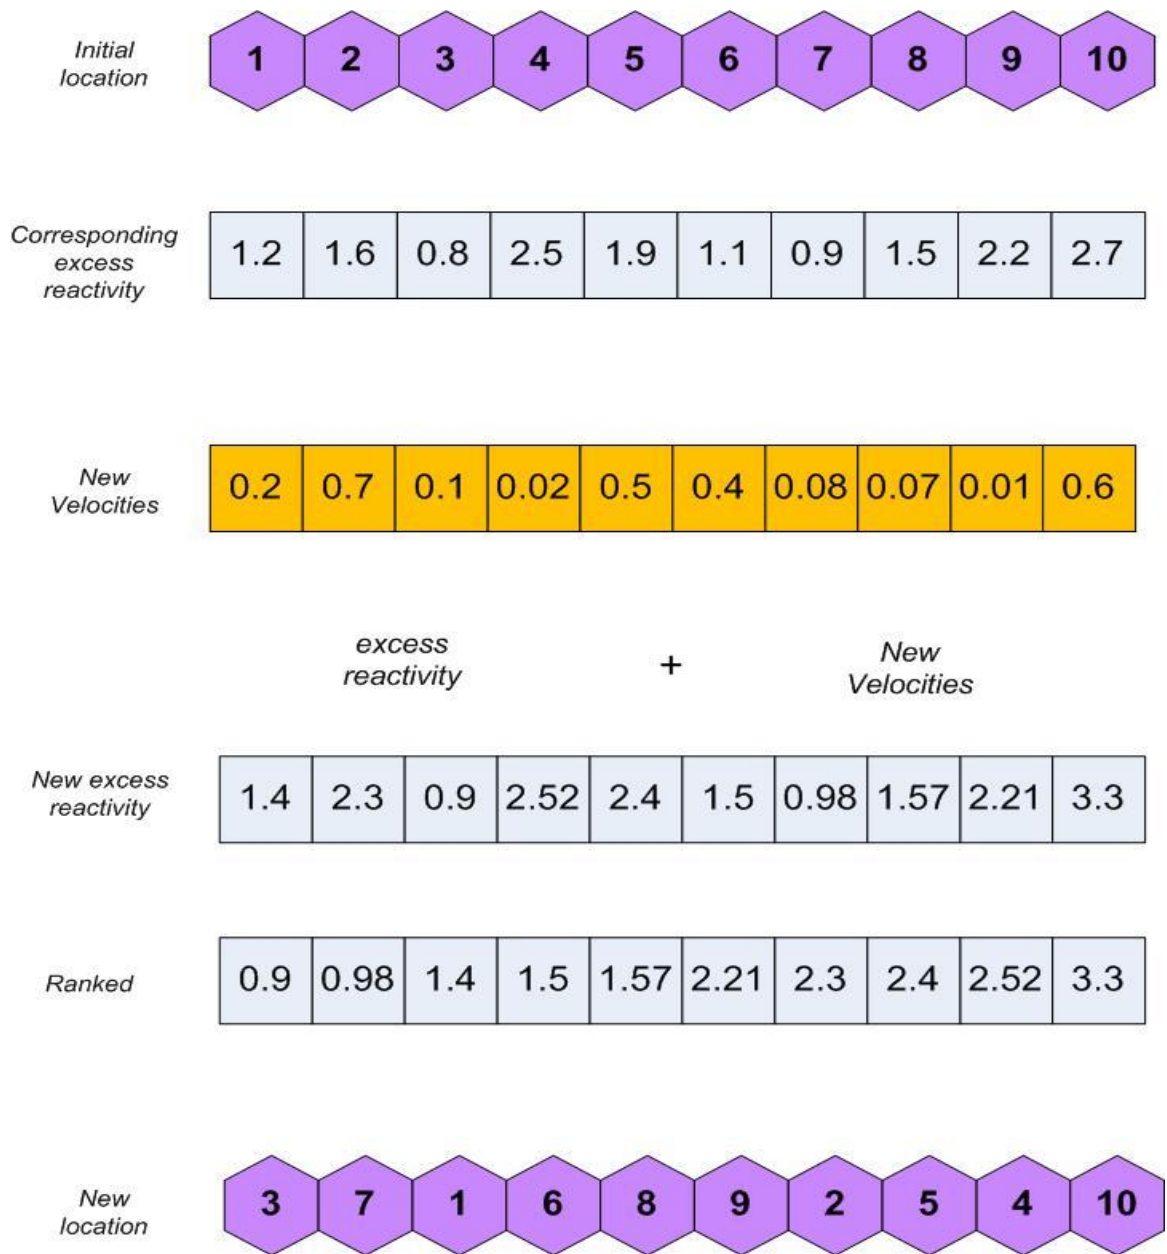 Initial
location
1 2 3 4 5 6 7 8 9 10
Corresponding
excess
reactivity
1.2 1.6 0.8 2.5 1.9 1.1 0.9 1.5 2.2 2.7
New
Velocities
0.2 0.7 0.1 0.02 0.5 0.4 0.08 0.07 0.01 0.6
excess
reactivity
+
New
Velocities
New excess
reactivity
1.4 2.3 0.9 2.52 2.4 1.5 0.98 1.57 2.21 3.3
Ranked
0.9 0.98 1.4 1.5 1.57 2.21 2.3 2.4 2.52 3.3
New
location
3 7 1 6 8 9 2 5 4 10